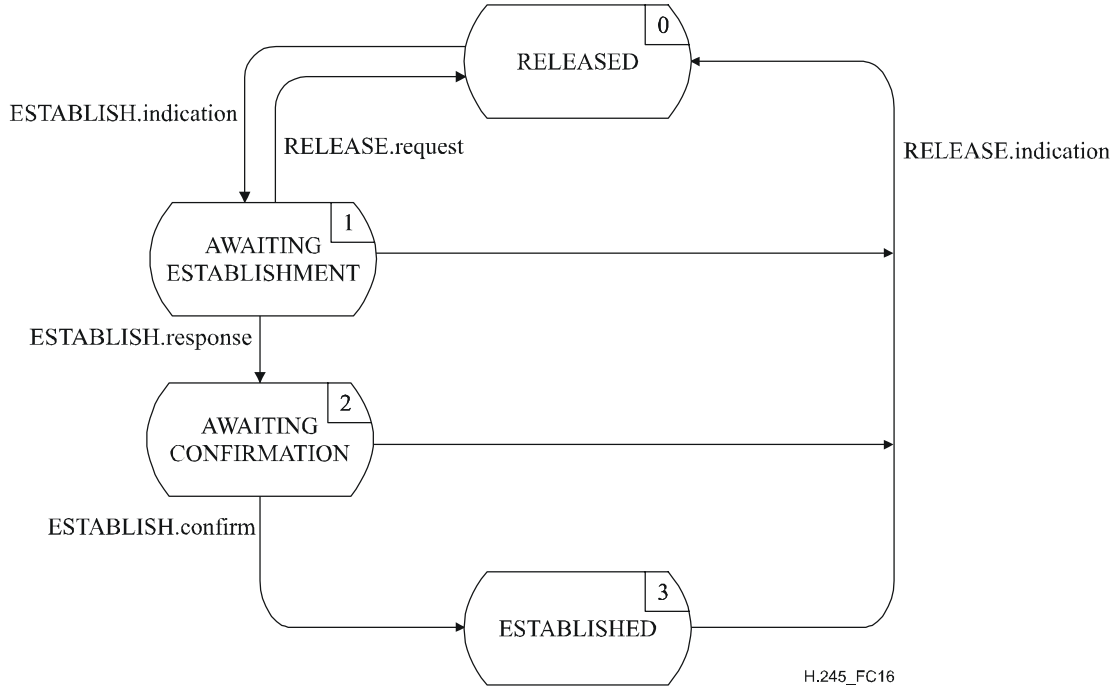 0
RELEASED
ESTABLISH.indication
RELEASE.request
RELEASE.indication
1
AWAITING
ESTABLISHMENT
ESTABLISH.response
2
AWAITING
CONFIRMATION
ESTABLISH.confirm
3
ESTABLISHED
H.245_FC16